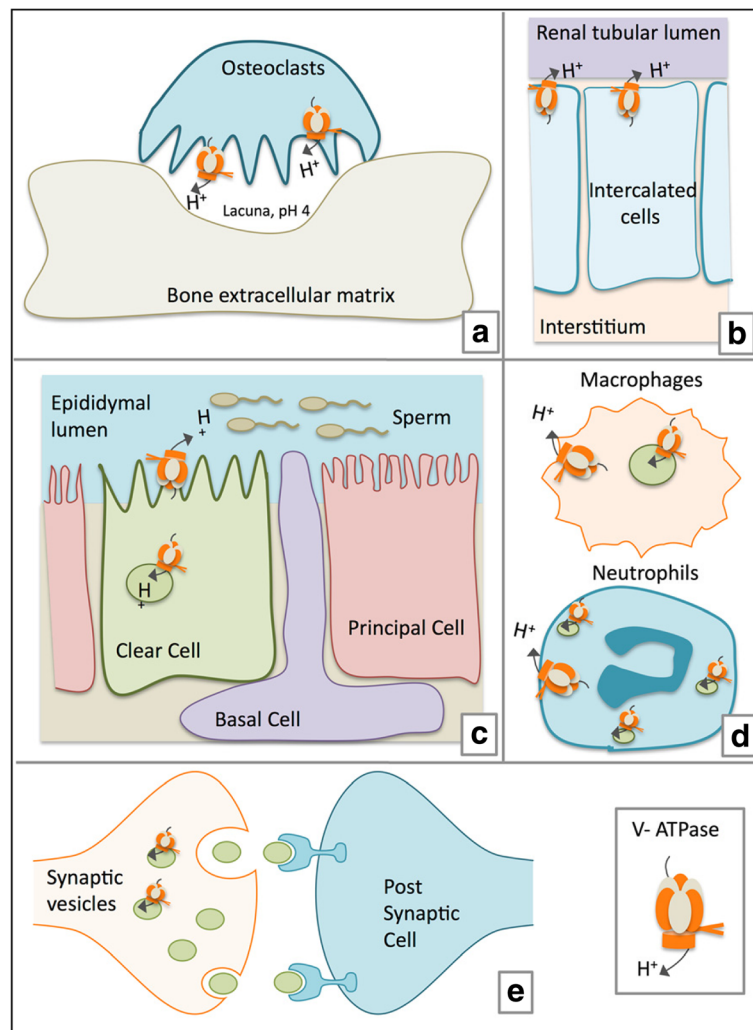 Osteoclasts
H+
H+
Lacuna, pH 4
Bone extracellular matrix
a
Renal tubular lumen
H+
H+
Intercalated
cells
Interstitium
b
Epididymal
lumen
H
+
Sperm
H
+
Clear Cell
Principal Cell
Basal Cell
c
Macrophages
H+
Neutrophils
H+
d
Synaptic
vesicles
Post
Synaptic
Cell
e
V- ATPase
H+